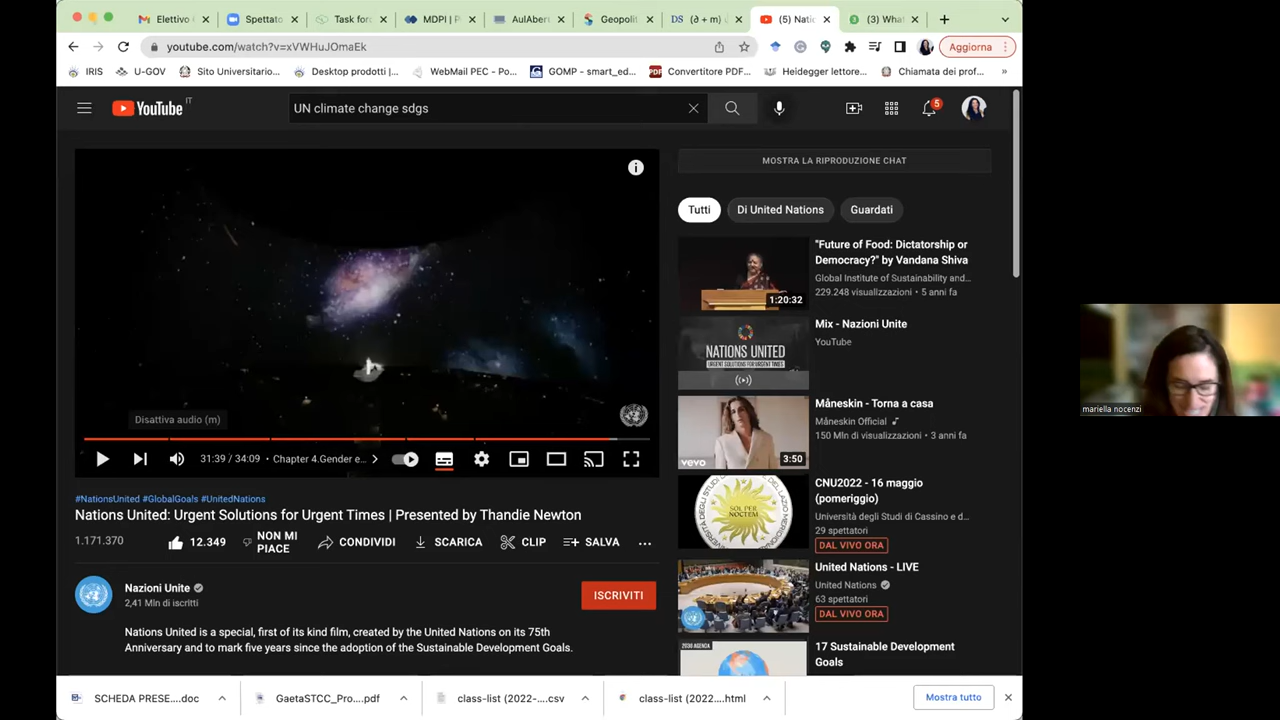 Elettivo
Spettato
Task for
MDPI | P
AulAber
Geopoli
DS (∂ + m)
(5) Natio
(3) Wha
youtube.com/watch?v=xVWHuJOmaEk
Aggiorna
IRIS
U-GOV
Sito Universitario...
Desktop prodotti |...
WebMail PEC - Po...
GOMP - smart_ed...
Convertitore PDF...
Heidegger lettore...
Chiamata dei prof...
»
YouTube IT
UN climate change sdgs
5
MOSTRA LA RIPRODUZIONE CHAT
Tutti
Di United Nations
Guardati
"Future of Food: Dictatorship or
Democracy?" by Vandana Shiva
Global Institute of Sustainability and...
229.248 visualizzazioni • 5 anni fa
1:20:32
NATIONS UNITED
Mix - Nazioni Unite
YouTube
Måneskin - Torna a casa
Måneskin Official
150 Mln di visualizzazioni • 3 anni fa
vevo
3:50
CNU2022 - 16 maggio
(pomeriggio)
Università degli Studi di Cassino e d...
29 spettatori
DAL VIVO ORA
SOL PER NOCTEM
United Nations - LIVE
United Nations
63 spettatori
DAL VIVO ORA
2030 AGENDA
17 Sustainable Development
Goals
Disattiva audio (m)
31:39 / 34:09 • Chapter 4.Gender e...
#NationsUnited #GlobalGoals #UnitedNations
Nations United: Urgent Solutions for Urgent Times | Presented by Thandie Newton
1.171.370
12.349
NON MI
PIACE
CONDIVIDI
SCARICA
CLIP
SALVA
...
Nazioni Unite
2,41 Mln di iscritti
ISCRIVITI
Nations United is a special, first of its kind film, created by the United Nations on its 75th
Anniversary and to mark five years since the adoption of the Sustainable Development Goals.
SCHEDA PRESE....doc
GaetaSTCC_Pro....pdf
class-list (2022-....csv
class-list (2022....html
Mostra tutto
mariella nocenzi